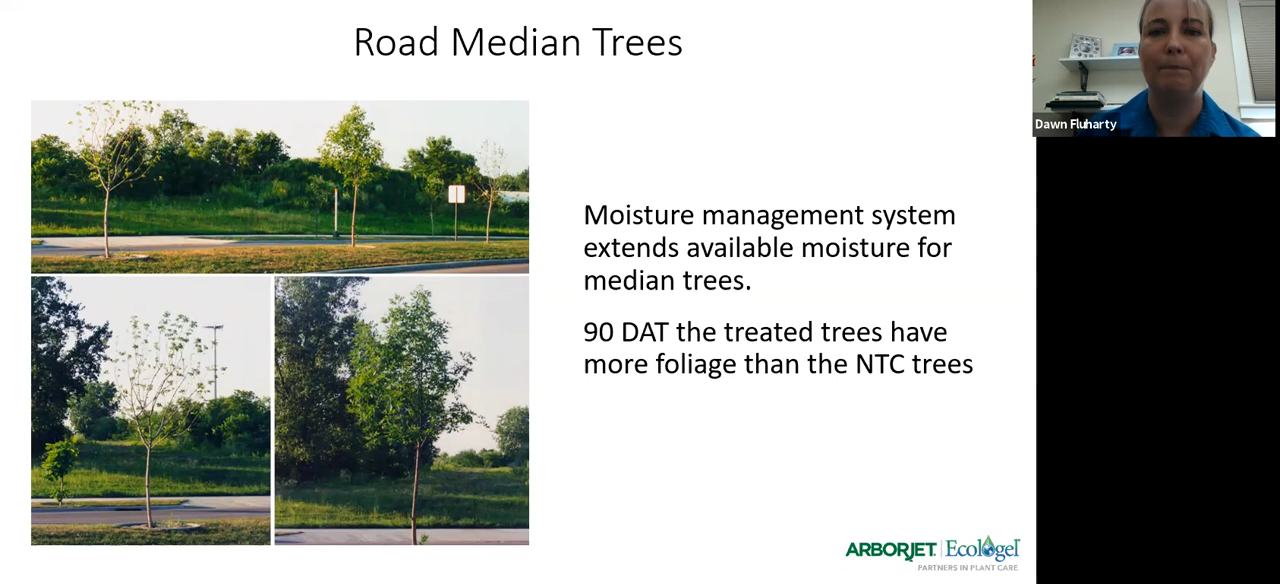 Road Median Trees
Dawn Fluharty
Moisture management system
extends available moisture for
median trees.
90 DAT the treated trees have
more foliage than the NTC trees
ARBORJET | Ecologel
PARTNERS IN PLANT CARE